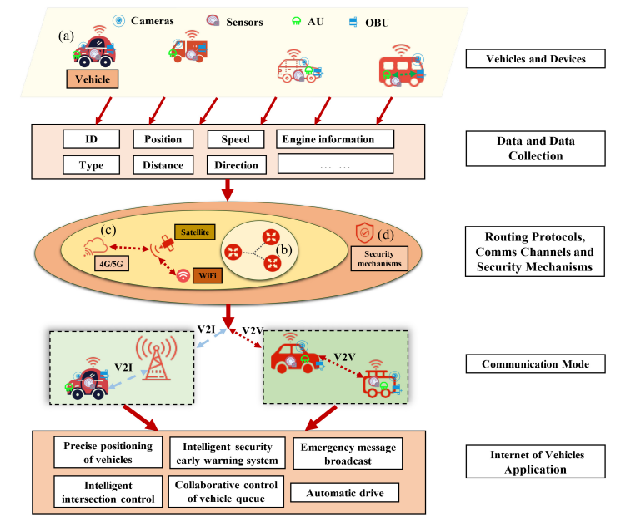 Cameras Sensors AU OBU
(a)
Vehicle
Vehicles and Devices
ID Position Speed Engine information
Type Distance Direction ... ...
Data and Data
Collection
(c) Satellite (b) (d)
4G/5G WIFI
Security
mechanisms
Routing Protocols,
Comms Channels and
Security Mechanisms
V2I V2V
V2I V2V
Communication Mode
Precise positioning
of vehicles
Intelligent security
early warning system
Emergency message
broadcast
Intelligent
intersection control
Collaborative control
of vehicle queue
Automatic drive
Internet of Vehicles
Application